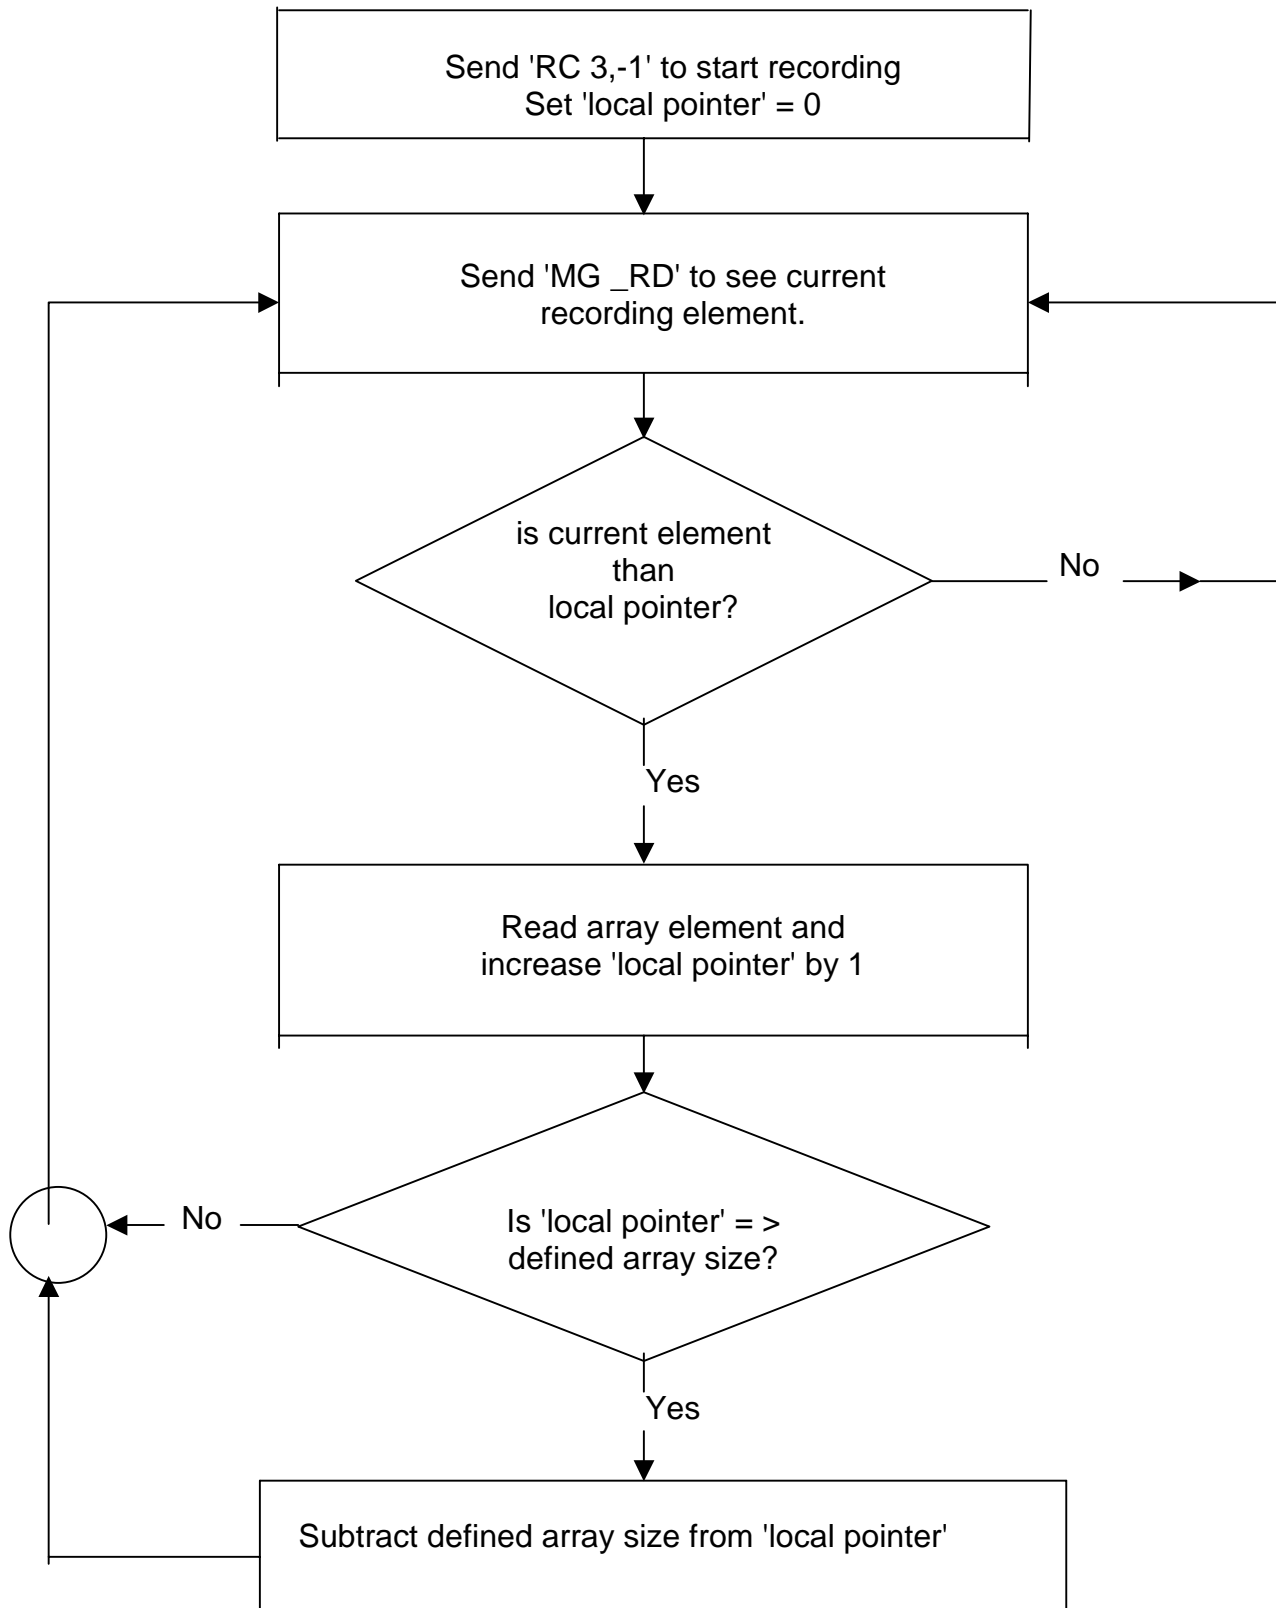 Send 'RC 3,-1' to start recording
Set 'local pointer' = 0
Send 'MG _RD' to see current
recording element.
is current element
than
local pointer?
No
Yes
Read array element and
increase 'local pointer' by 1
No
Is 'local pointer' = >
defined array size?
Yes
Subtract defined array size from 'local pointer'